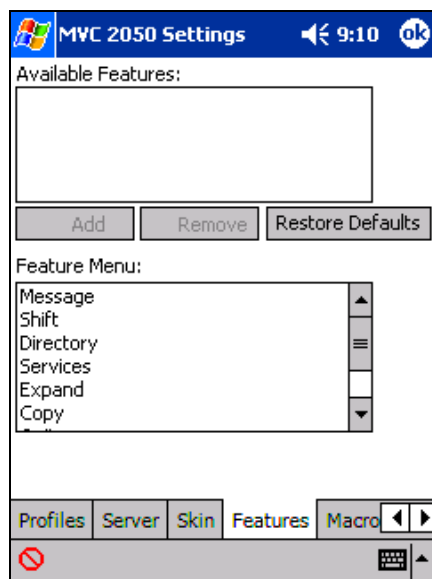 MVC 2050 Settings 9:10 ok
Available Features:
Add Remove Restore Defaults
Feature Menu:
Message
Shift
Directory
Services
Expand
Copy
Profiles Server Skin Features Macro